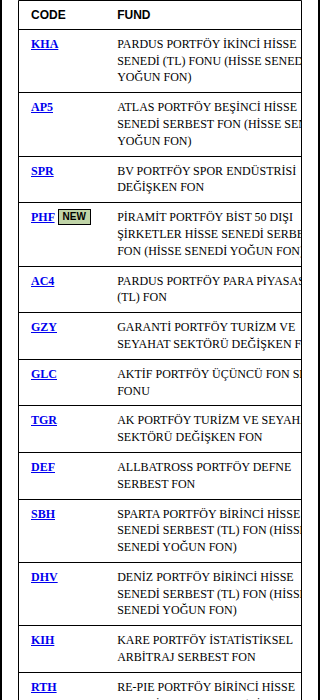 CODE FUND
KHA PARDUS PORTFÖY İKİNCİ HİSSE
SENEDİ (TL) FONU (HİSSE SENED
YOĞUN FON)
AP5 ATLAS PORTFÖY BEŞİNCİ HİSSE
SENEDİ SERBEST FON (HİSSE SEN
YOĞUN FON)
SPR BV PORTFÖY SPOR ENDÜSTRİSİ
DEĞİŞKEN FON
PHF NEW PİRAMİT PORTFÖY BİST 50 DIŞI
ŞİRKETLER HİSSE SENEDİ SERBE
FON (HİSSE SENEDİ YOĞUN FON)
AC4 PARDUS PORTFÖY PARA PİYASAS
(TL) FON
GZY GARANTİ PORTFÖY TURİZM VE
SEYAHAT SEKTÖRÜ DEĞİŞKEN F
GLC AKTİF PORTFÖY ÜÇÜNCÜ FON SE
FONU
TGR AK PORTFÖY TURİZM VE SEYAH
SEKTÖRÜ DEĞİŞKEN FON
DEF ALLBATROSS PORTFÖY DEFNE
SERBEST FON
SBH SPARTA PORTFÖY BİRİNCİ HİSSE
SENEDİ SERBEST (TL) FON (HİSSE
SENEDİ YOĞUN FON)
DHV DENİZ PORTFÖY BİRİNCİ HİSSE
SENEDİ SERBEST (TL) FON (HİSSE
SENEDİ YOĞUN FON)
KIH KARE PORTFÖY İSTATİSTİKSEL
ARBİTRAJ SERBEST FON
RTH RE-PIE PORTFÖY BİRİNCİ HİSSE